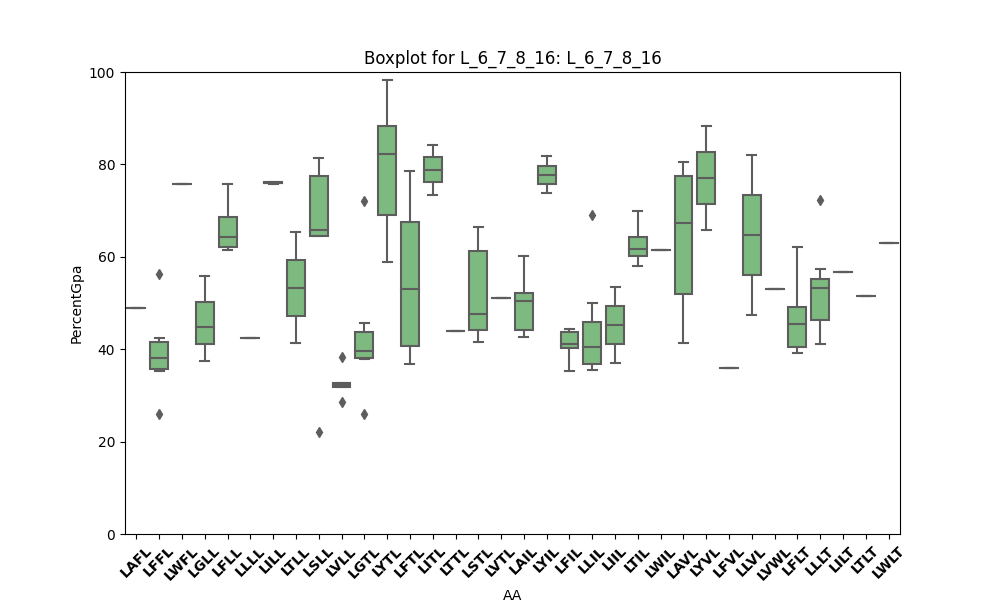 Boxplot for L_6_7_8_16: L_6_7_8_16
100
80
60
40
20
0
PercentGpa
LAFL LFFL LWFL LGLL LFLL LLLL LILL LTLL LSLL LVLL LGTL LYTL LFTL LITL LTTL LSTL LVTL LAIL LYIL LFIL LLIL LIIL LTIL LWIL LAVL LYVL LFVL LLVL LVWL LFLT LLLT LILT LTLT LWLT
AA